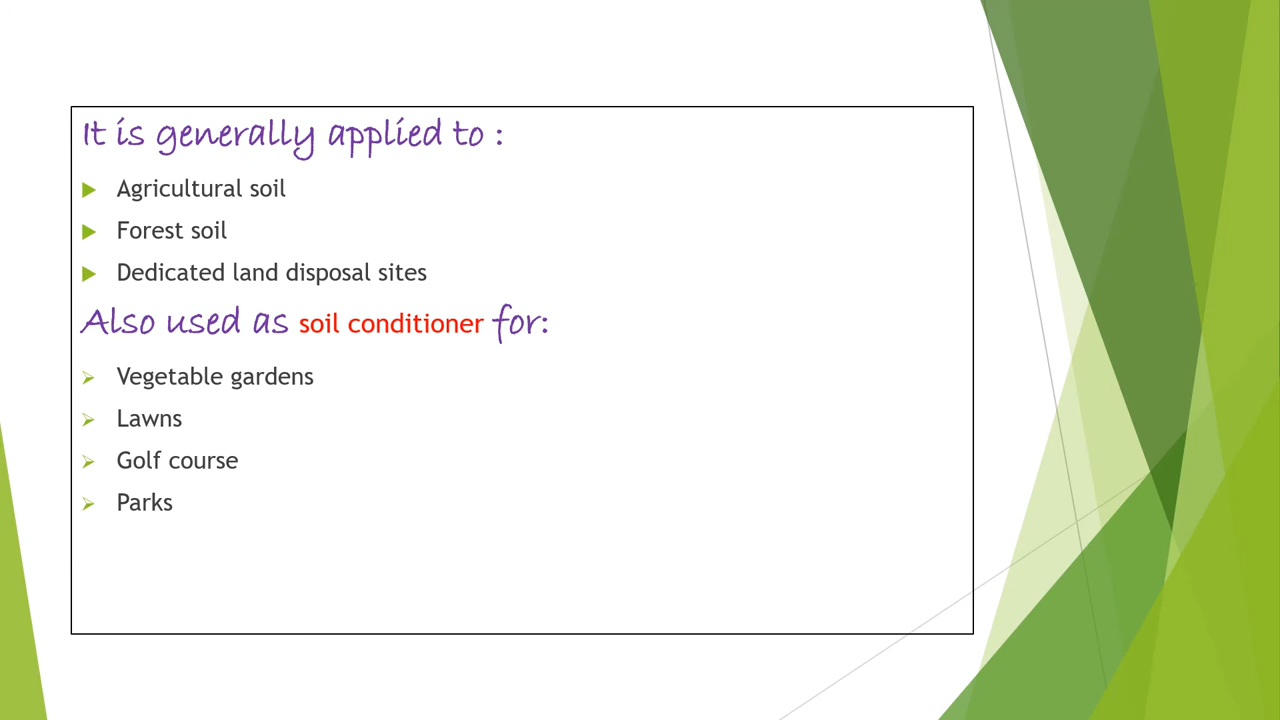 It is generally applied to :
Agricultural soil
Forest soil
Dedicated land disposal sites
Also used as soil conditioner for:
Vegetable gardens
Lawns
Golf course
Parks